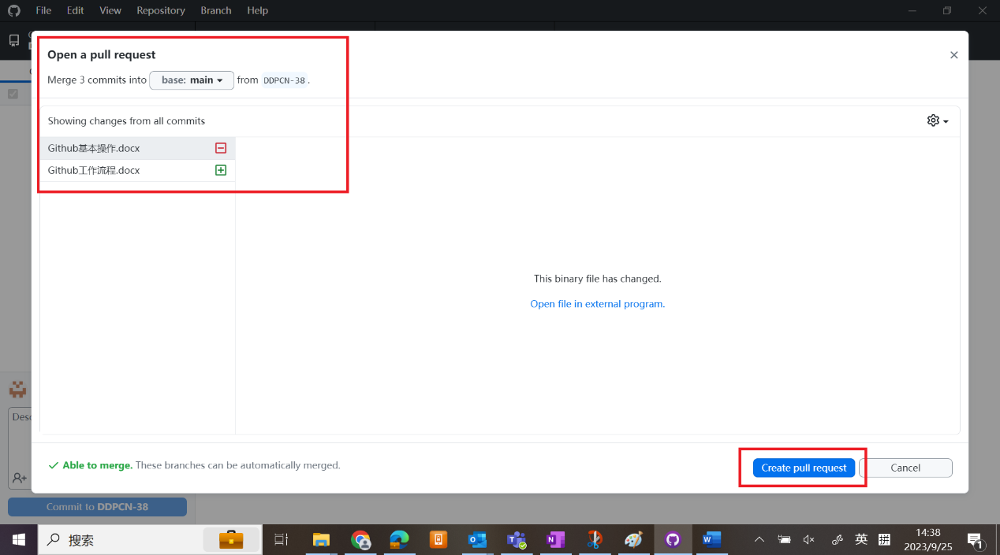 File Edit View Repository Branch Help
Open a pull request
Merge 3 commits into base: main from DDPCN-38 .
Showing changes from all commits
Github基本操作.docx
Github工作流程.docx
This binary file has changed.
Open file in external program.
Desc
Able to merge. These branches can be automatically merged.
Create pull request Cancel
Commit to DDPCN-38
搜索
英
14:38
2023/9/25
1